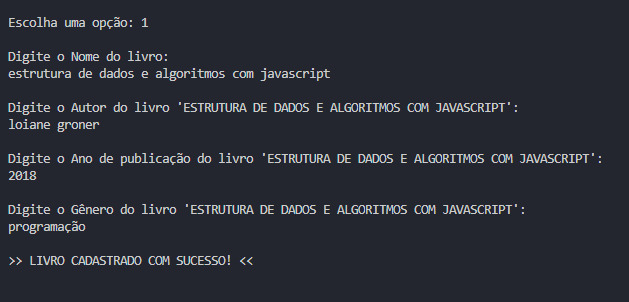 Escolha uma opção: 1
Digite o Nome do livro:
estrutura de dados e algoritmos com javascript
Digite o Autor do livro 'ESTRUTURA DE DADOS E ALGORITMOS COM JAVASCRIPT':
loiane groner
Digite o Ano de publicação do livro 'ESTRUTURA DE DADOS E ALGORITMOS COM JAVASCRIPT':
2018
Digite o Gênero do livro 'ESTRUTURA DE DADOS E ALGORITMOS COM JAVASCRIPT':
programação
>> LIVRO CADASTRADO COM SUCESSO! <<